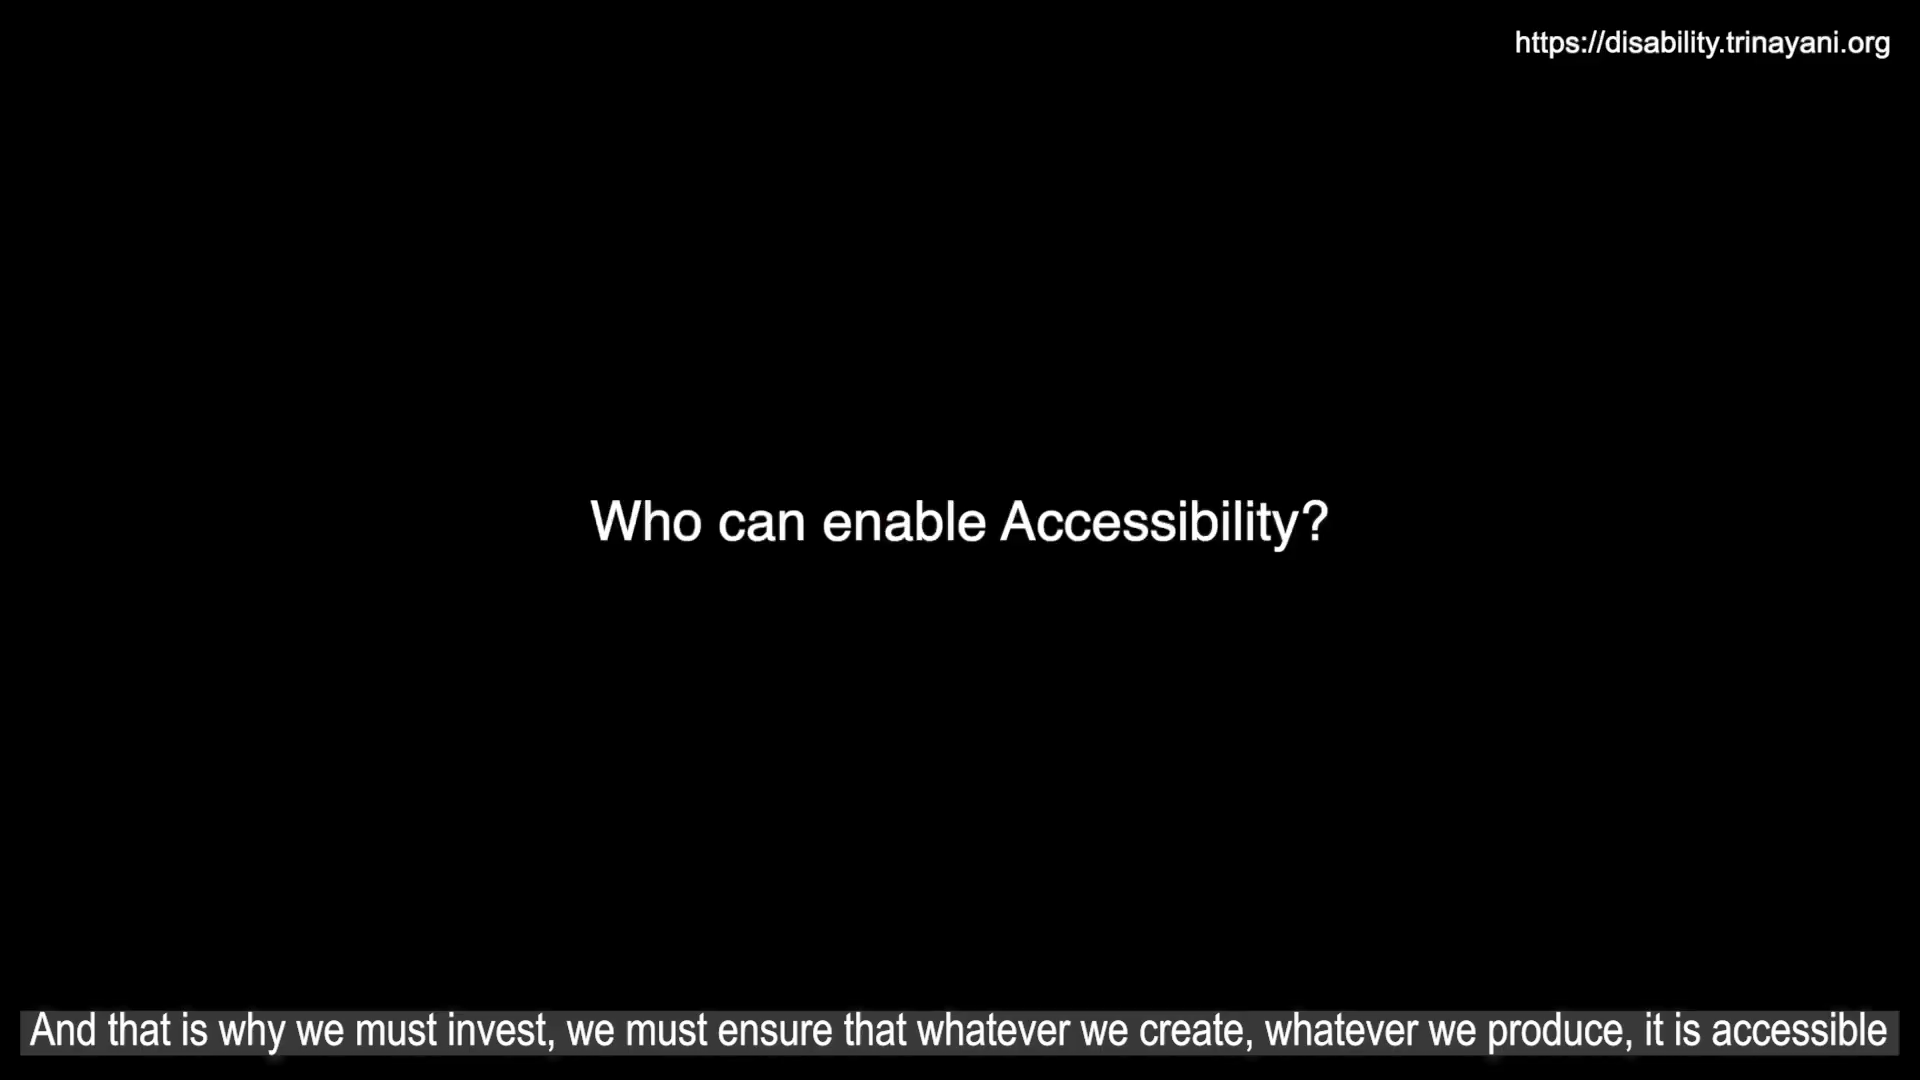 https://disability.trinayani.org
Who can enable Accessibility?
And that is why we must invest, we must ensure that whatever we create, whatever we produce, it is accessible